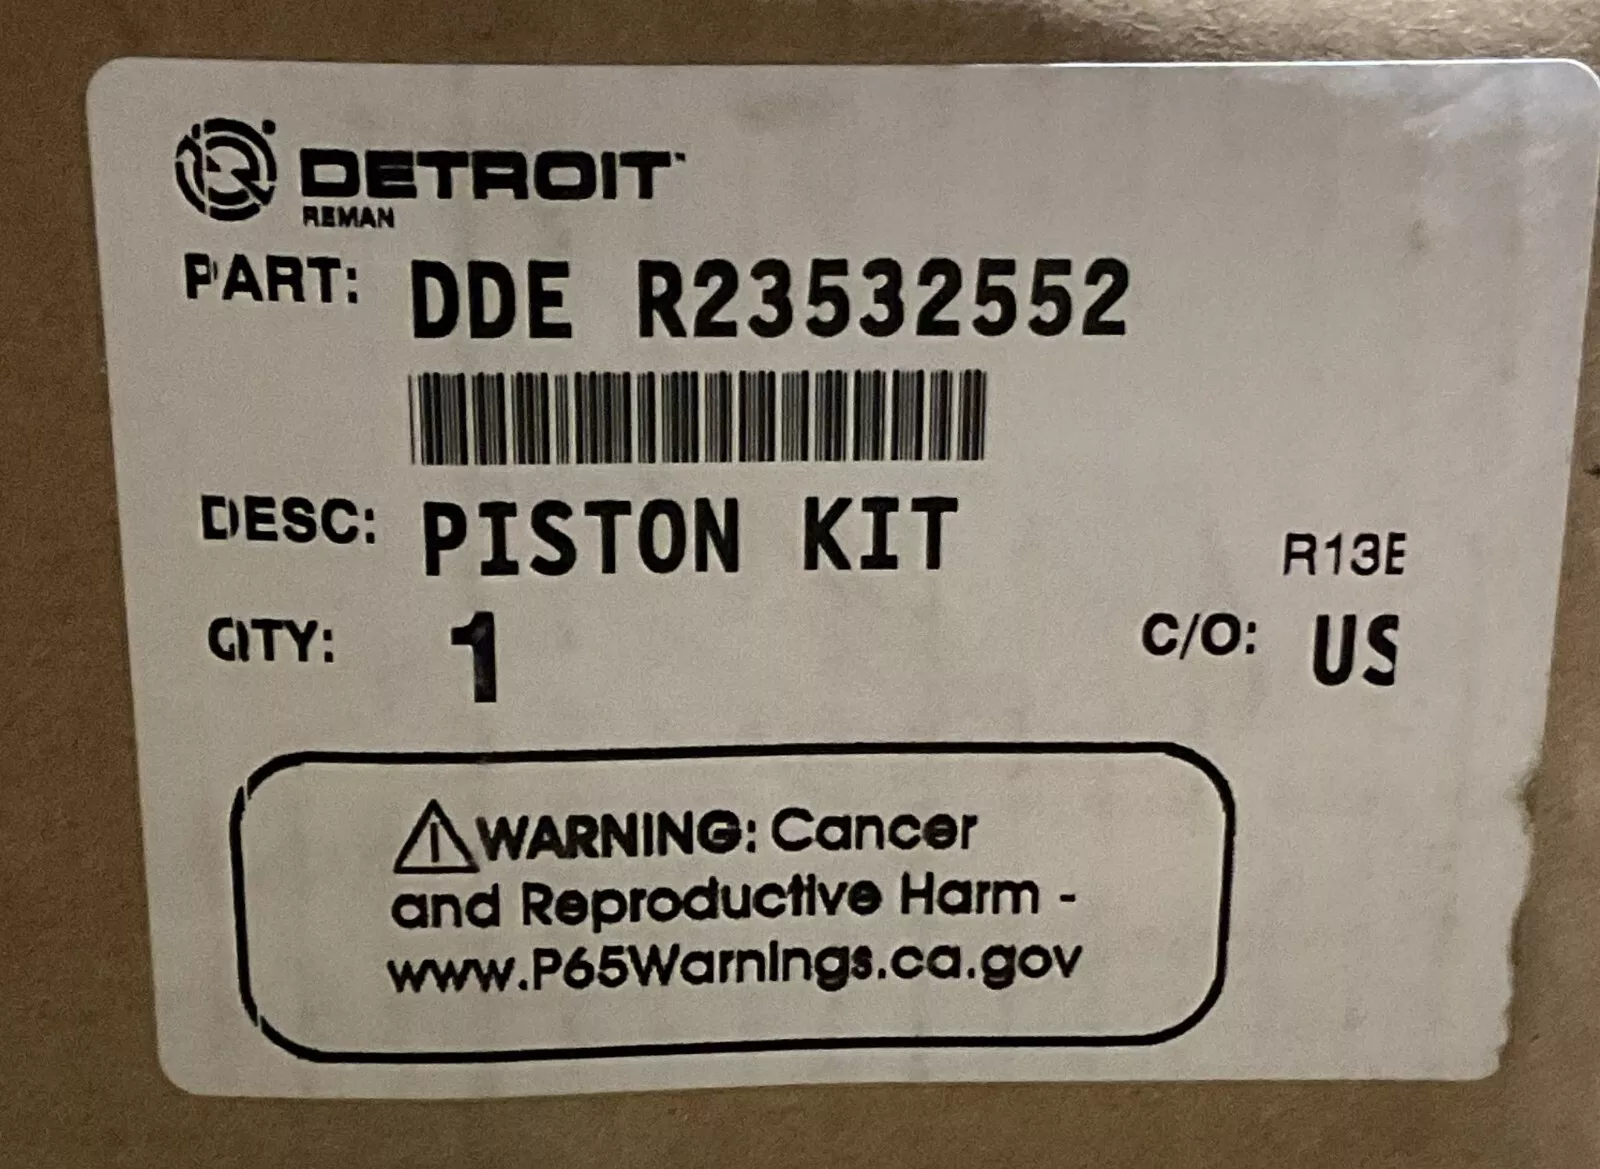 DETROIT
REMAN
PART: DDE R23532552
DESC: PISTON KIT
R13E
QTY: 1 C/O: US
WARNING: Cancer
and Reproductive Harm -
www.P65Warnings.ca.gov